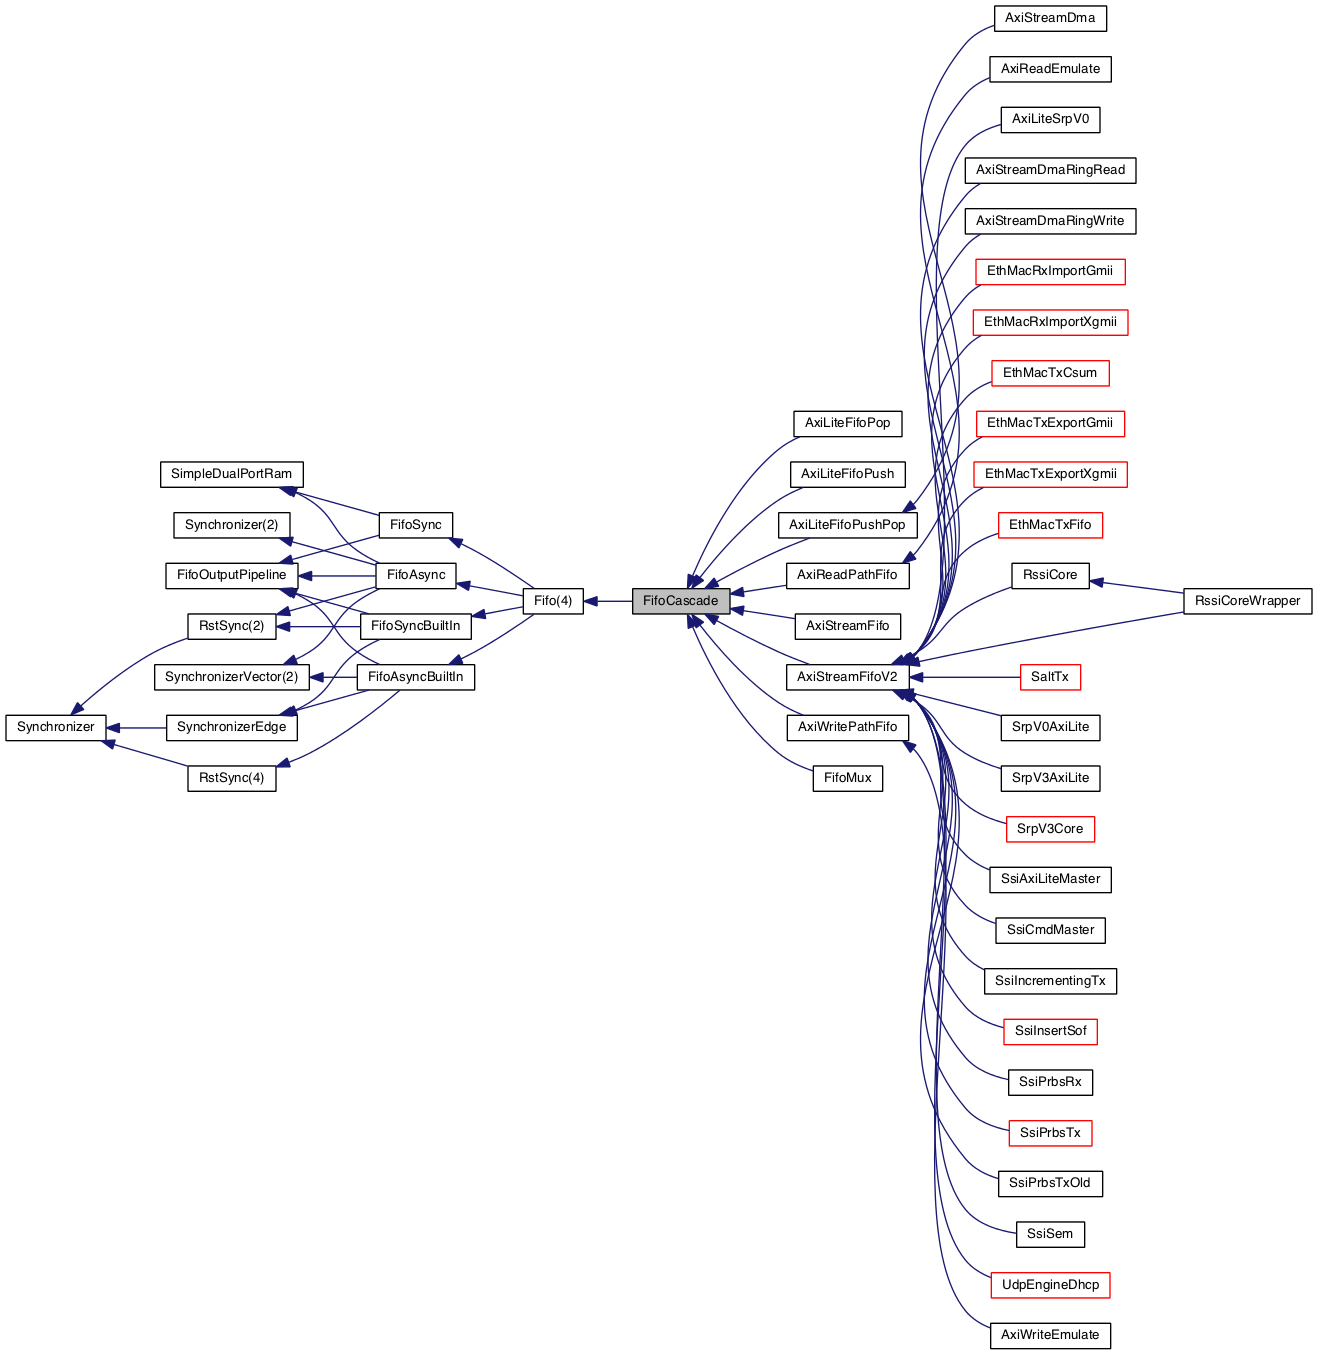 AxiStreamDma
AxiReadEmulate
AxiLiteSrpV0
AxiStreamDmaRingRead
AxiStreamDmaRingWrite
EthMacRxImportGmii
EthMacRxImportXgmii
EthMacTxCsum
EthMacTxExportGmii
EthMacTxExportXgmii
EthMacTxFifo
RssiCore
RssiCoreWrapper
SaltTx
SrpV0AxiLite
SrpV3AxiLite
SrpV3Core
SsiAxiLiteMaster
SsiCmdMaster
SsiIncrementingTx
SsiInsertSof
SsiPrbsRx
SsiPrbsTx
SsiPrbsTxOld
SsiSem
UdpEngineDhcp
AxiWriteEmulate
AxiLiteFifoPop
AxiLiteFifoPush
AxiLiteFifoPushPop
AxiReadPathFifo
AxiStreamFifo
AxiStreamFifoV2
AxiWritePathFifo
FifoMux
FifoCascade
Fifo(4)
FifoSync
FifoAsync
FifoSyncBuiltIn
FifoAsyncBuiltIn
SimpleDualPortRam
Synchronizer(2)
FifoOutputPipeline
RstSync(2)
SynchronizerVector(2)
SynchronizerEdge
RstSync(4)
Synchronizer